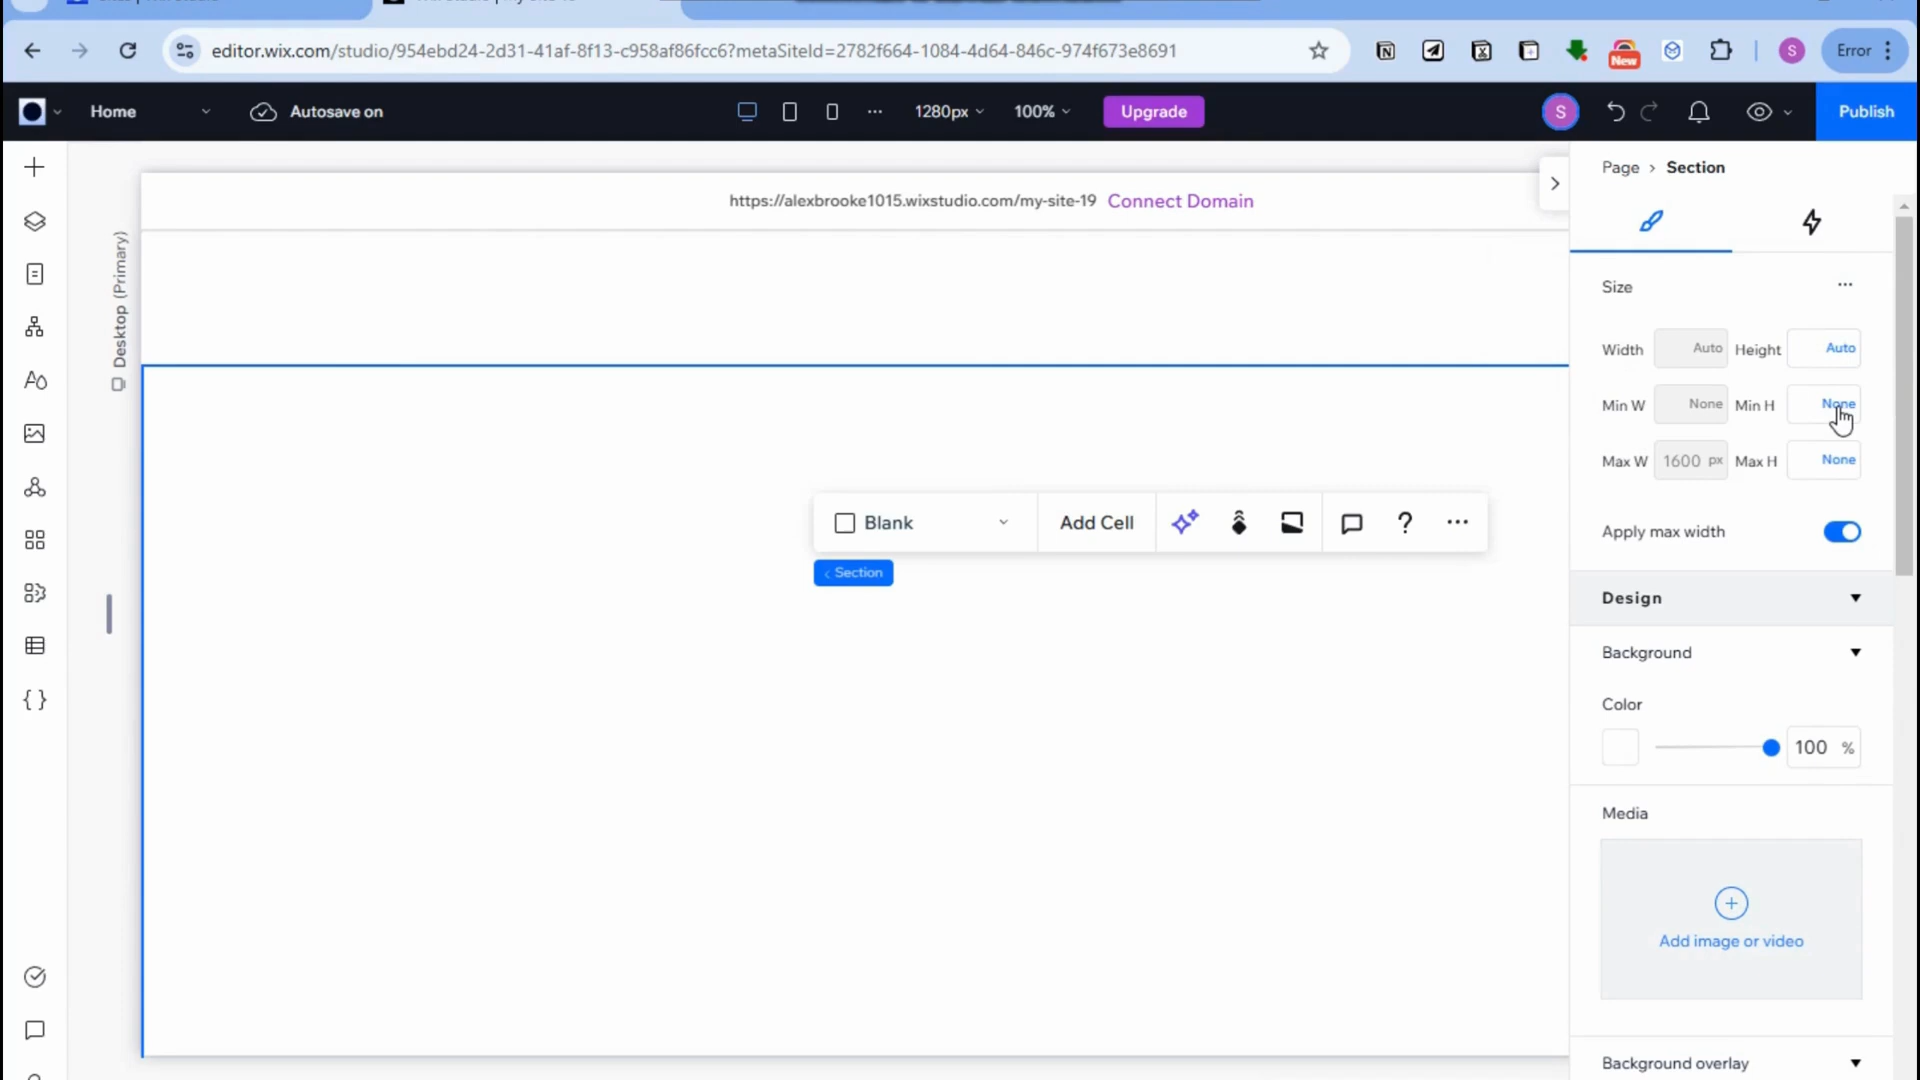 editor.wix.com/studio/954ebd24-2d31-41af-8f13-c958af86fcc6?metaSiteId=2782f664-1084-4d64-846c-974f673e8691
New
S
Error
Home
Autosave on
1280px
100%
Upgrade
S
Publish
https://alexbrooke1015.wixstudio.com/my-site-19 Connect Domain
Desktop (Primary)
Blank
Add Cell
?
Section
Page > Section
Size
Width Auto Height Auto
Min W None Min H None
Max W 1600 px Max H None
Apply max width
Design
Background
Color
100 %
Media
Add image or video
Background overlay